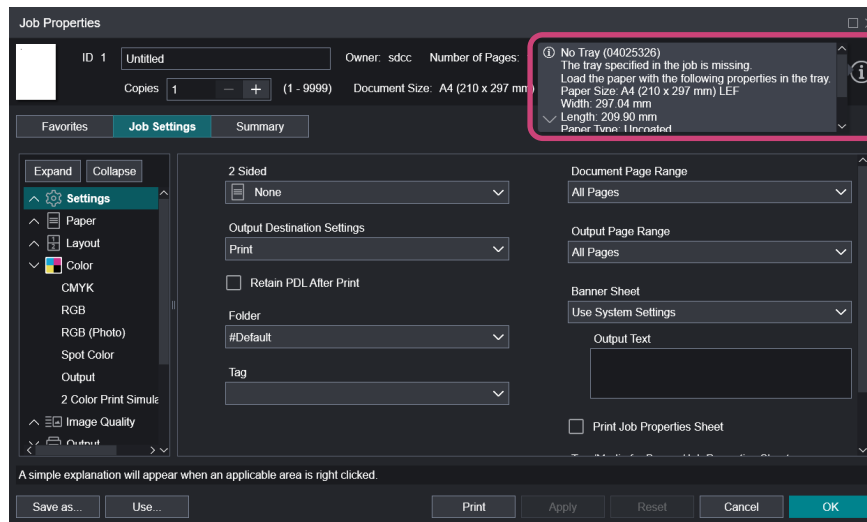 Job Properties
ID 1 Untitled Owner: sdcc Number of Pages:
Copies 1 − + (1 - 9999) Document Size: A4 (210 x 297 mm)
No Tray (04025326)
The tray specified in the job is missing.
Load the paper with the following properties in the tray.
Paper Size: A4 (210 x 297 mm) LEF
Width: 297.04 mm
Length: 209.90 mm
Paper Type: Uncoated
Favorites Job Settings Summary
Expand Collapse
Settings
Paper
Layout
Color
CMYK
RGB
RGB (Photo)
Spot Color
Output
2 Color Print Simula
Image Quality
Output
2 Sided
None
Output Destination Settings
Print
Retain PDL After Print
Folder
#Default
Tag
Document Page Range
All Pages
Output Page Range
All Pages
Banner Sheet
Use System Settings
Output Text
Print Job Properties Sheet
A simple explanation will appear when an applicable area is right clicked.
Save as... Use... Print Apply Reset Cancel OK